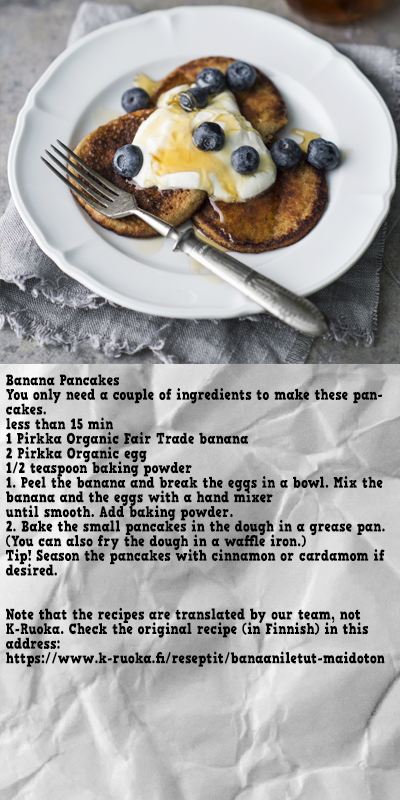 Banana Pancakes
You only need a couple of ingredients to make these pan-
cakes.
less than 15 min
1 Pirkka Organic Fair Trade banana
2 Pirkka Organic egg
1/2 teaspoon baking powder
1. Peel the banana and break the eggs in a bowl. Mix the
banana and the eggs with a hand mixer
until smooth. Add baking powder.
2. Bake the small pancakes in the dough in a grease pan.
(You can also fry the dough in a waffle iron.)
Tip! Season the pancakes with cinnamon or cardamom if
desired.
Note that the recipes are translated by our team, not
K-Ruoka. Check the original recipe (in Finnish) in this
address:
https://www.k-ruoka.fi/reseptit/banaaniletut-maidoton